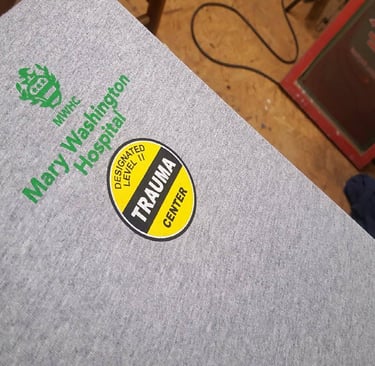 MWHC
Mary Washington
Hospital
DESIGNATED
LEVEL II
TRAUMA
CENTER